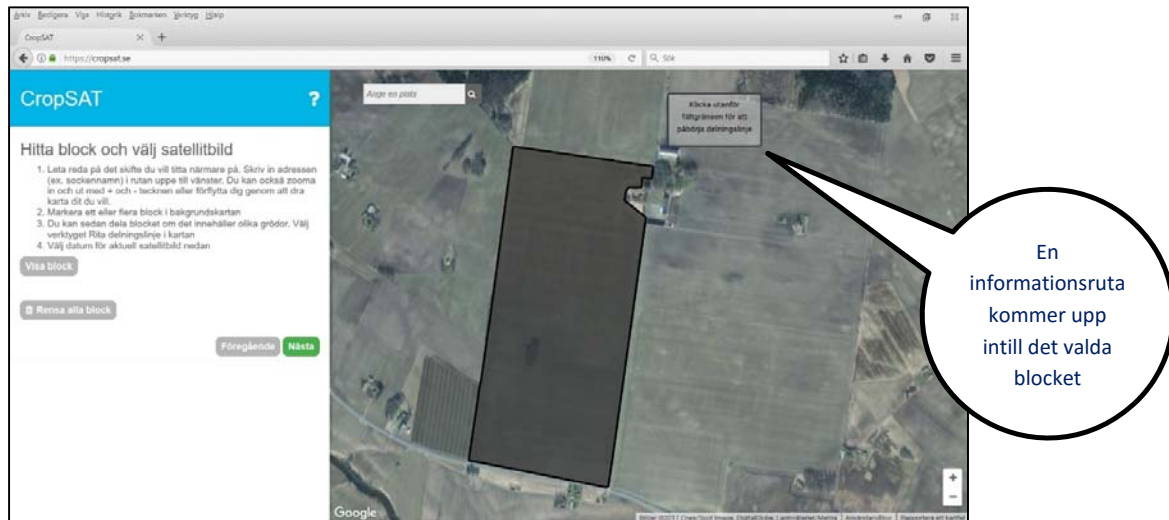 Arkiv Redigera Visa Historik Bokmärken Verktyg Hjälp
CropSAT
https://cropsat.se
110%
Sök
CropSAT
?
Ange en plats
Klicka utanför
fältgränsen för att
påbörja delningslinje
Hitta block och välj satellitbild
1. Leta reda på det skifte du vill titta närmare på. Skriv in adressen
(ex. sockennamn) i rutan uppe till vänster. Du kan också zooma
in och ut med + och - tecknen eller förflytta dig genom att dra
karta dit du vill.
2. Markera ett eller flera block i bakgrundskartan
3. Du kan sedan dela blocket om det innehåller olika grödor. Välj
verktyget Rita delningslinje i kartan
4. Välj datum för aktuell satellitbild nedan
Visa block
Rensa alla block
Föregående Nästa
En
informationsruta
kommer upp
intill det valda
blocket
+
-
Google